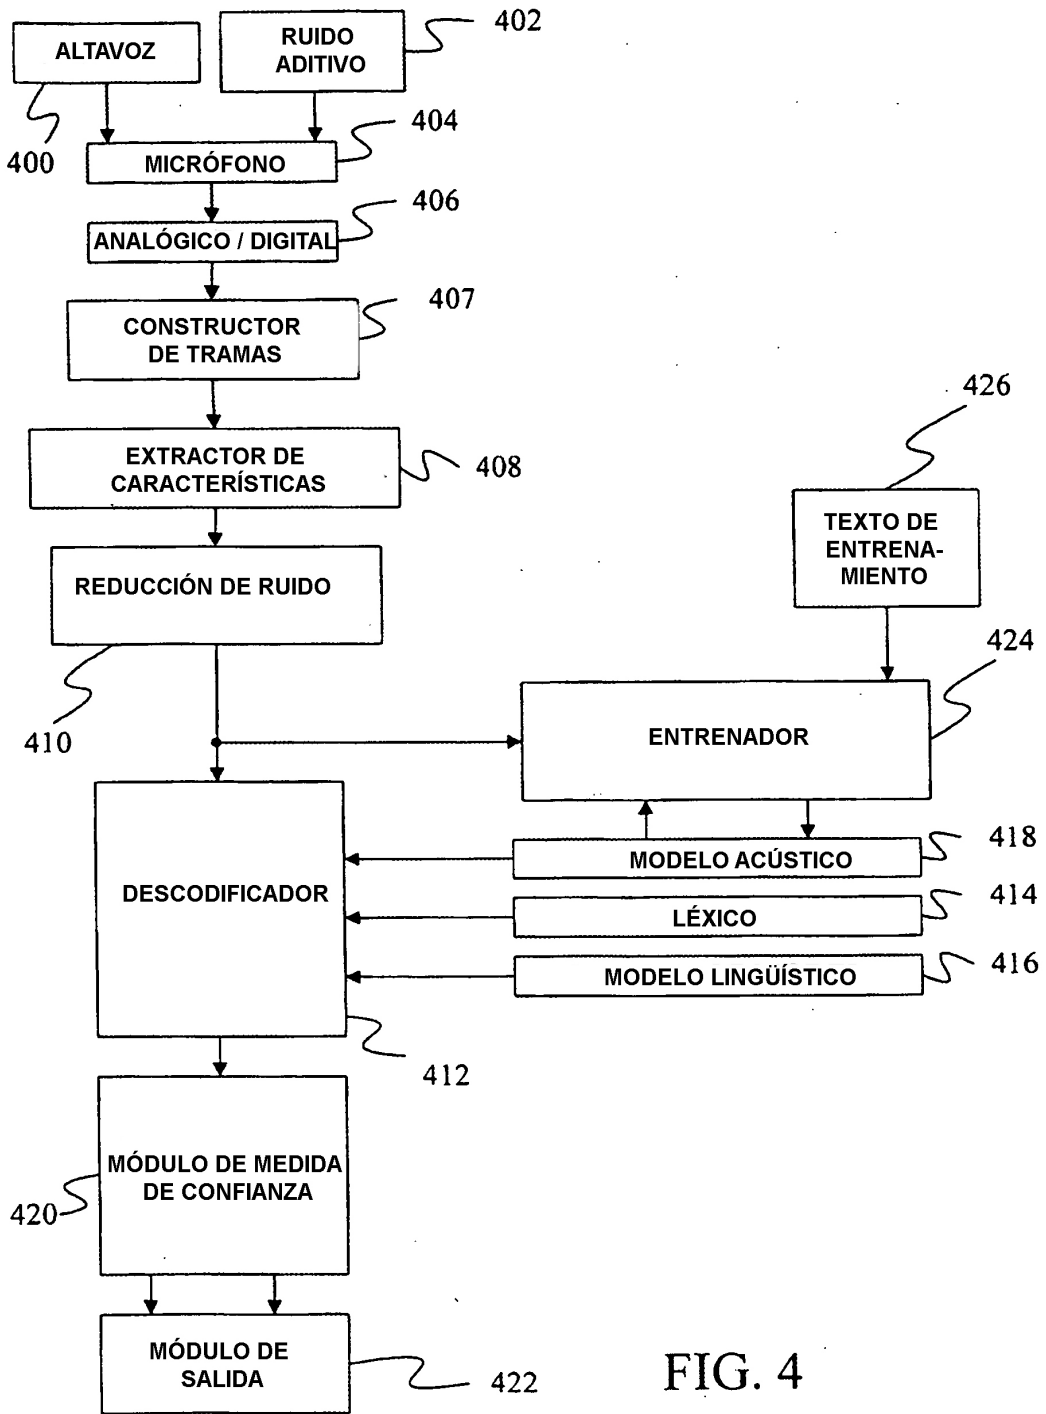 ALTAVOZ
400
RUIDO
ADITIVO
402
MICRÓFONO
404
ANALÓGICO / DIGITAL
406
CONSTRUCTOR
DE TRAMAS
407
EXTRACTOR DE
CARACTERÍSTICAS
408
REDUCCIÓN DE RUIDO
410
TEXTO DE
ENTRENA-
MIENTO
426
ENTRENADOR
424
DESCODIFICADOR
412
MODELO ACÚSTICO
418
LÉXICO
414
MODELO LINGÜÍSTICO
416
MÓDULO DE MEDIDA
DE CONFIANZA
420
MÓDULO DE
SALIDA
422
FIG. 4